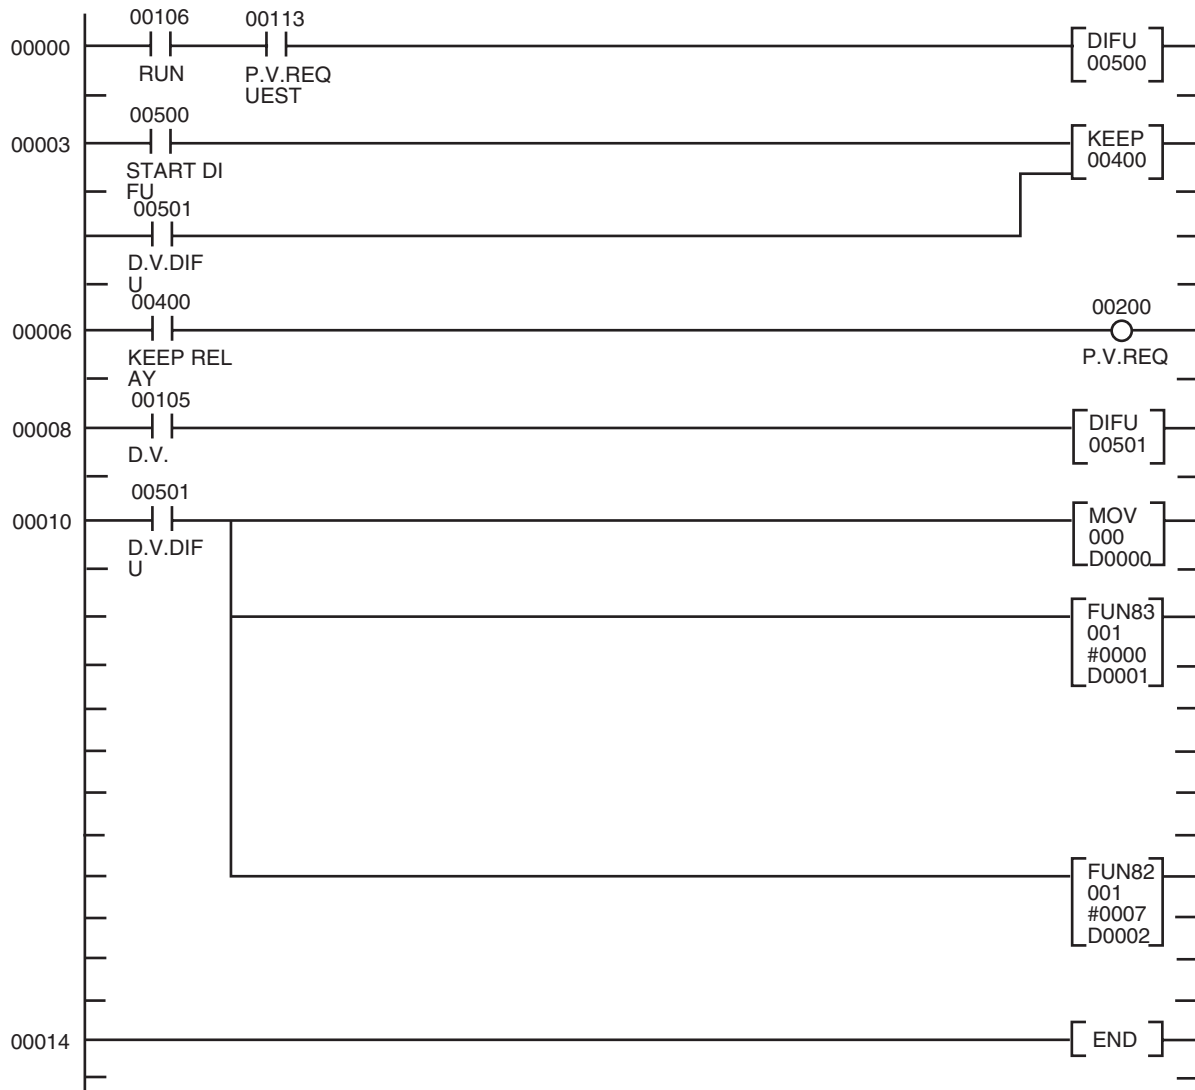 00106 00113
00000 DIFU
00500
RUN P.V.REQ
UEST
00500
00003 KEEP
00400
START DI
FU
00501
D.V.DIF
U
00400 00200
00006
KEEP REL P.V.REQ
AY
00105
00008 DIFU
00501
D.V.
00501
00010 MOV
000
D0000
D.V.DIF
U
FUN83
001
#0000
D0001
FUN82
001
#0007
D0002
00014 END